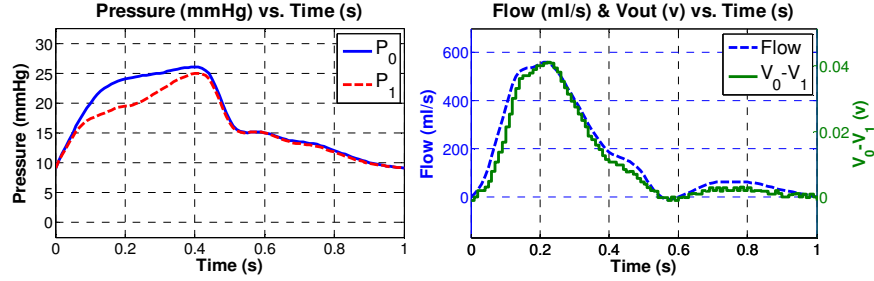 Pressure (mmHg) vs. Time (s)
Pressure (mmHg)
30
25
20
15
10
5
0
P0
P1
0 0.2 0.4 0.6 0.8 1
Time (s)
Flow (ml/s) & Vout (v) vs. Time (s)
Flow (ml/s)
600
400
200
0
Flow
V0-V1
0.04
0.02
0
V0-V1 (v)
0 0.2 0.4 0.6 0.8 1
Time (s)